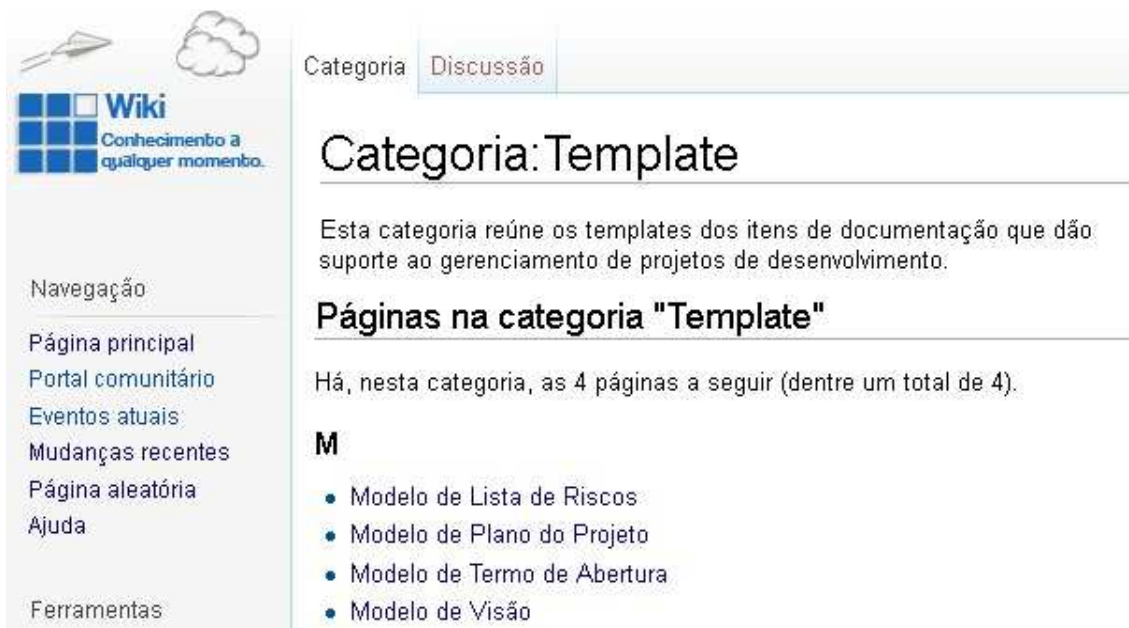 Wiki
Conhecimento à
qualquer momento.
Navegação
Página principal
Portal comunitário
Eventos atuais
Mudanças recentes
Página aleatória
Ajuda
Ferramentas
Categoria Discussão
Categoria:Template
Esta categoria reúne os templates dos itens de documentação que dão
suporte ao gerenciamento de projetos de desenvolvimento.
Páginas na categoria "Template"
Há, nesta categoria, as 4 páginas a seguir (dentre um total de 4).
M
Modelo de Lista de Riscos
Modelo de Plano do Projeto
Modelo de Termo de Abertura
Modelo de Visão